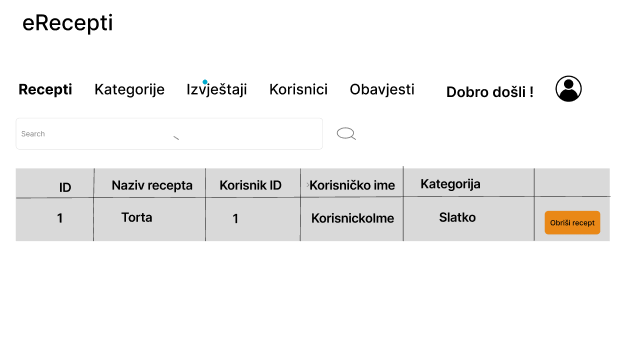 eRecepti
Recepti Kategorije Izvještaji Korisnici Obavjesti Dobro došli !
Search
ID Naziv recepta Korisnik ID Korisničko ime Kategorija
1 Torta 1 KorisnickoIme Slatko Obriši recept